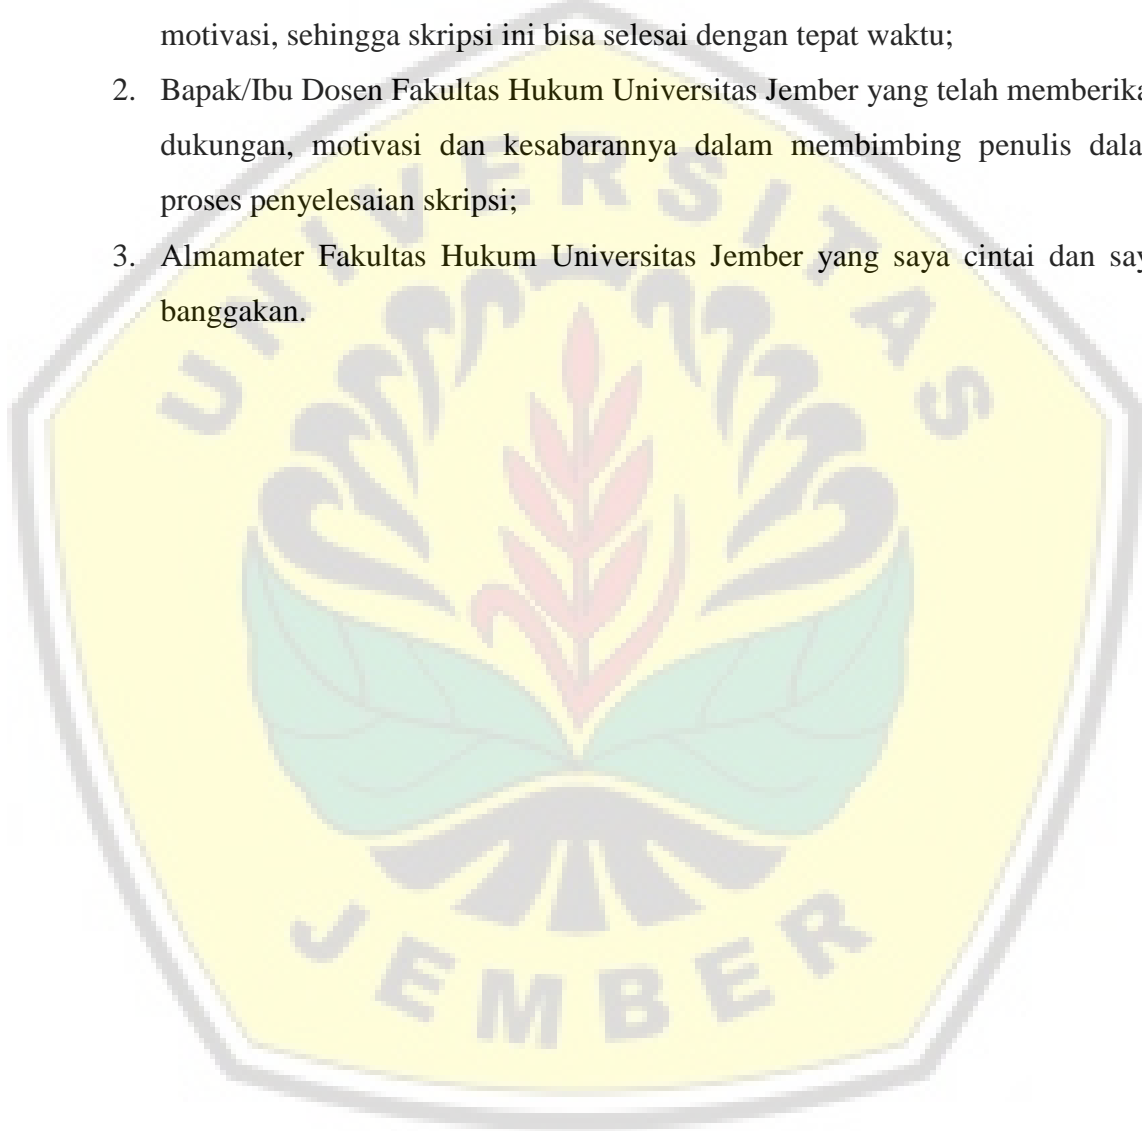 motivasi, sehingga skripsi ini bisa selesai dengan tepat waktu;
2. Bapak/Ibu Dosen Fakultas Hukum Universitas Jember yang telah memberika
dukungan, motivasi dan kesabarannya dalam membimbing penulis dala
proses penyelesaian skripsi;
3. Almamater Fakultas Hukum Universitas Jember yang saya cintai dan say
banggakan.
UNIVERSITAS
JEMBER